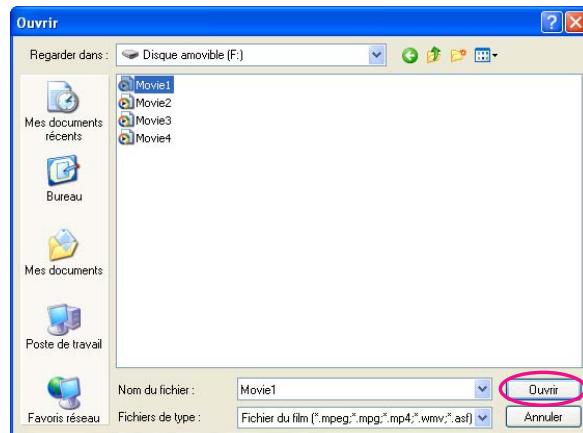 Ouvrir
Regarder dans :
Disque amovible (F:)
Mes documents
récents
Bureau
Mes documents
Poste de travail
Favoris réseau
Movie1
Movie2
Movie3
Movie4
Nom du fichier :
Movie1
Ouvrir
Fichiers de type :
Fichier du film (*.mpeg;*.mpg;*.mp4;*.wmv;*.asf)
Annuler